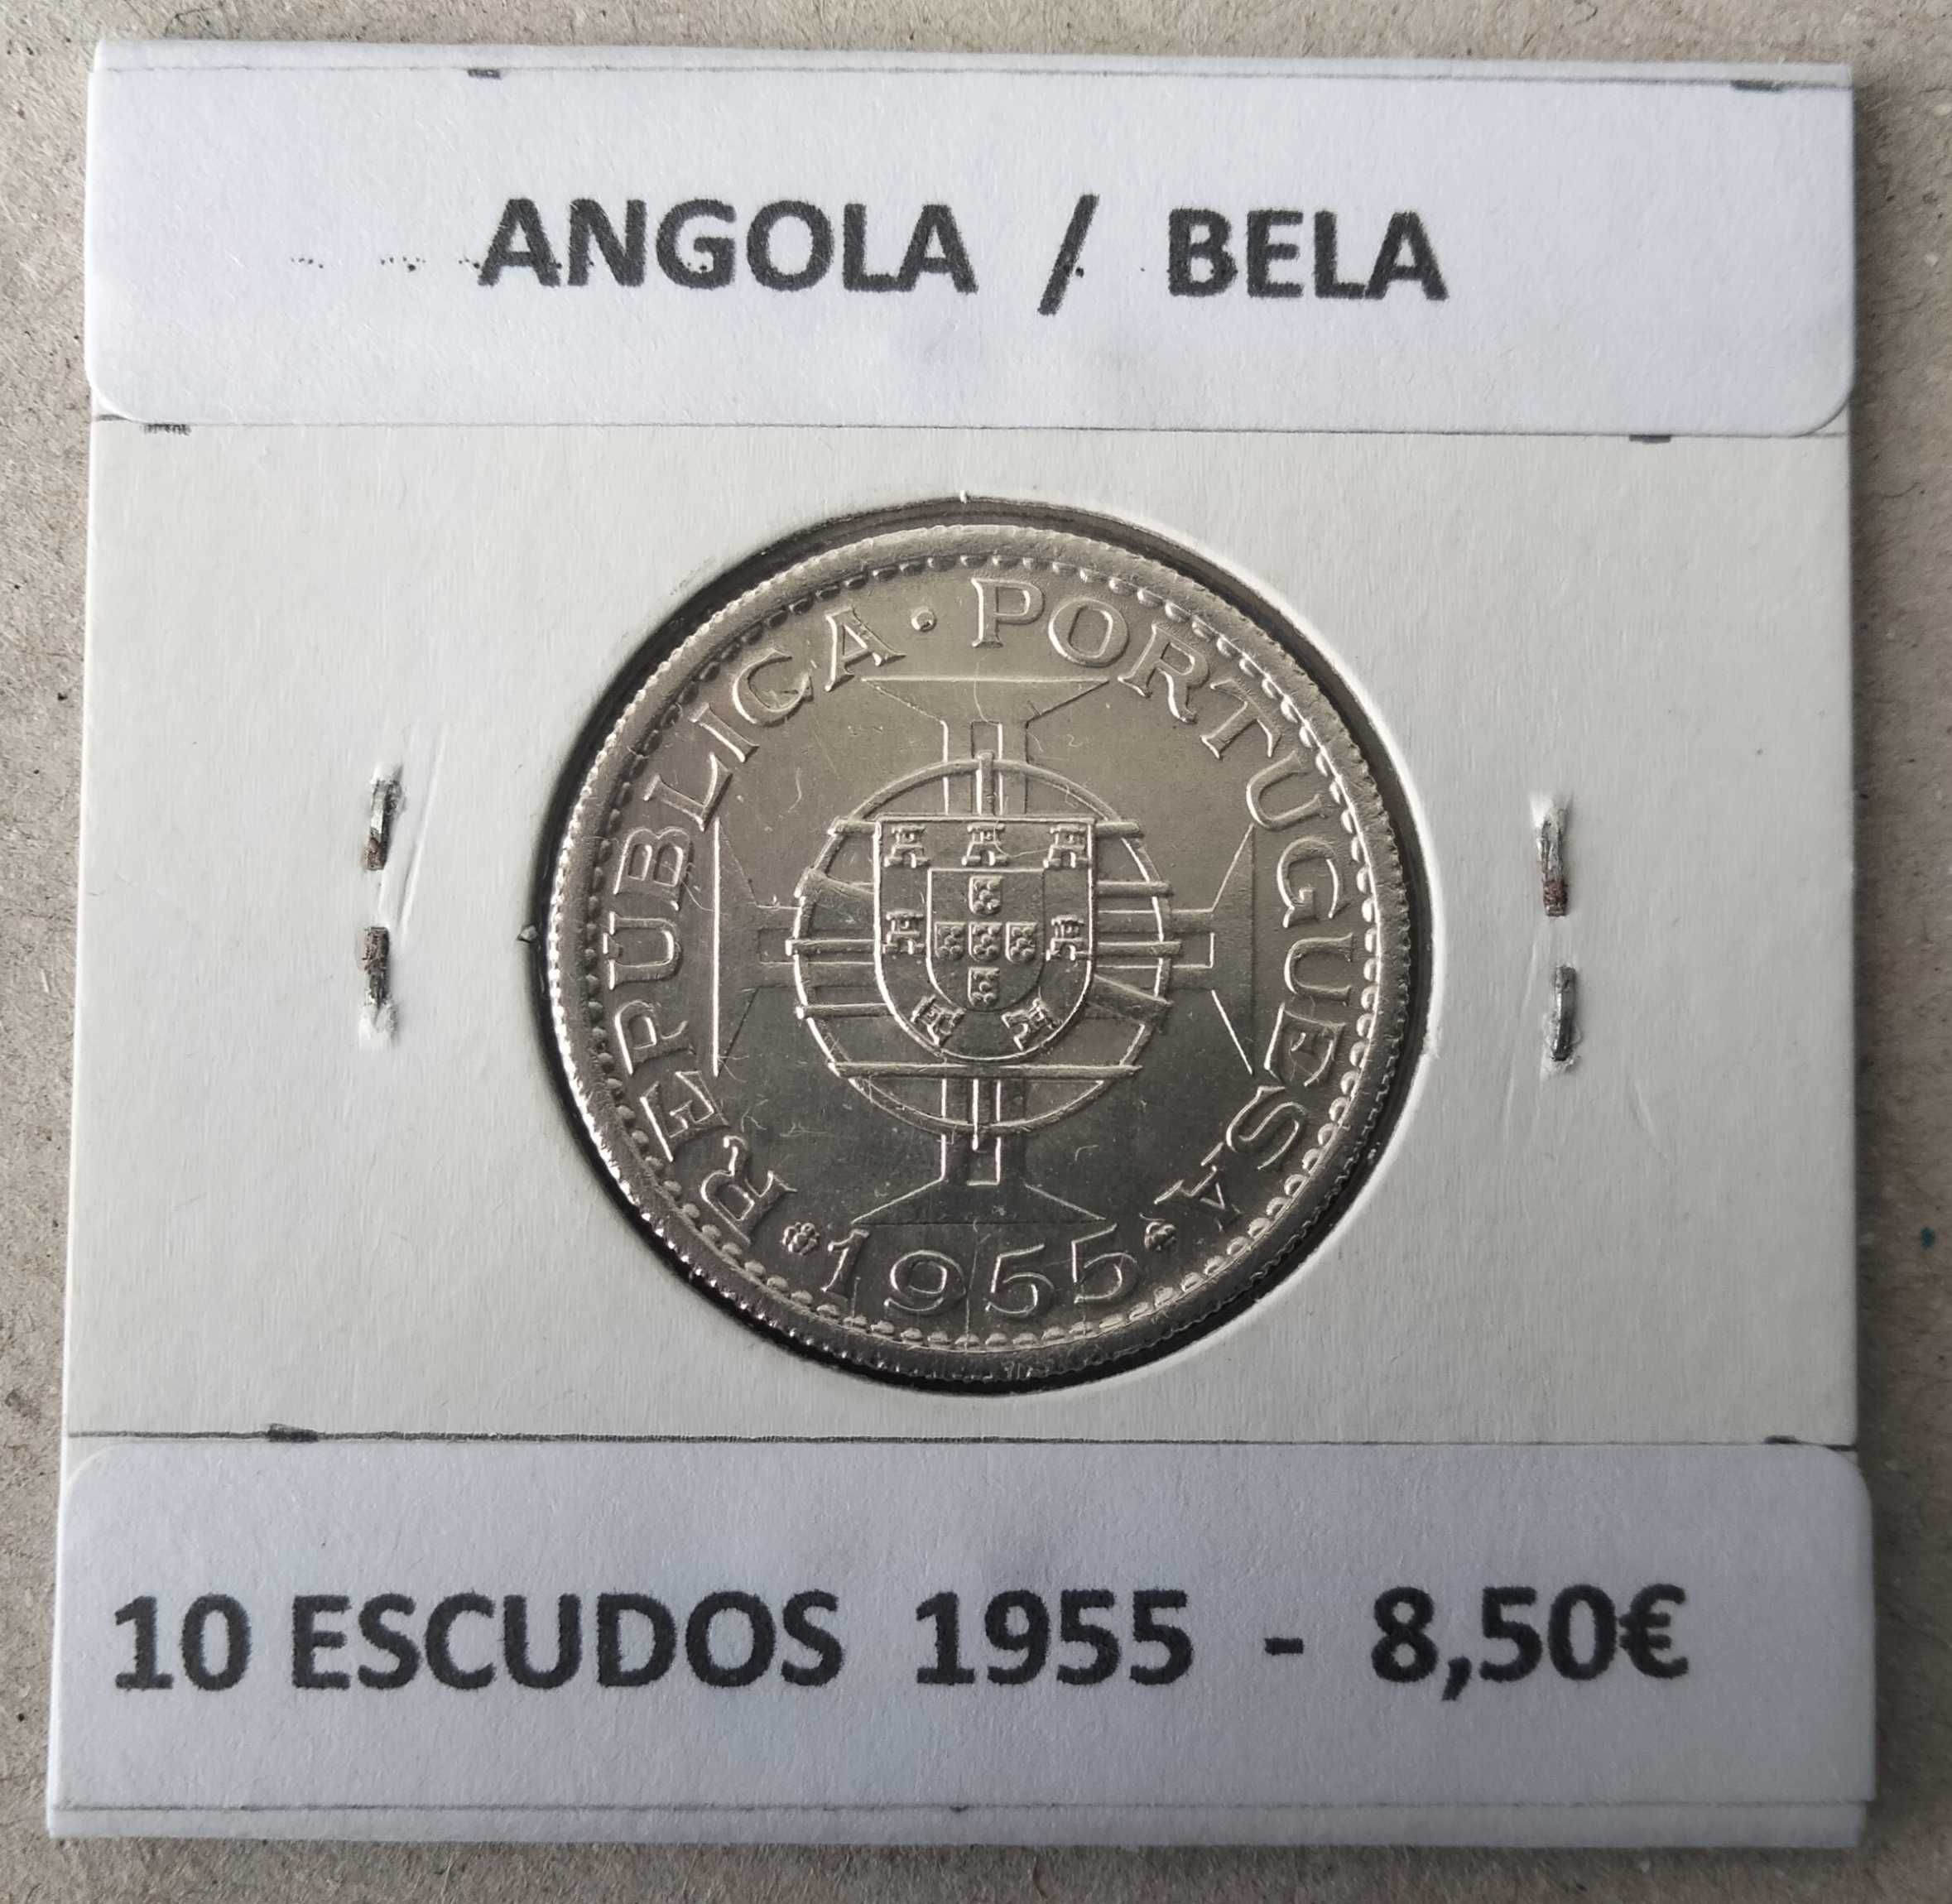 ANGOLA / BELA
REPUBLICA · PORTUGUESA
1955
10 ESCUDOS 1955 - 8,50€